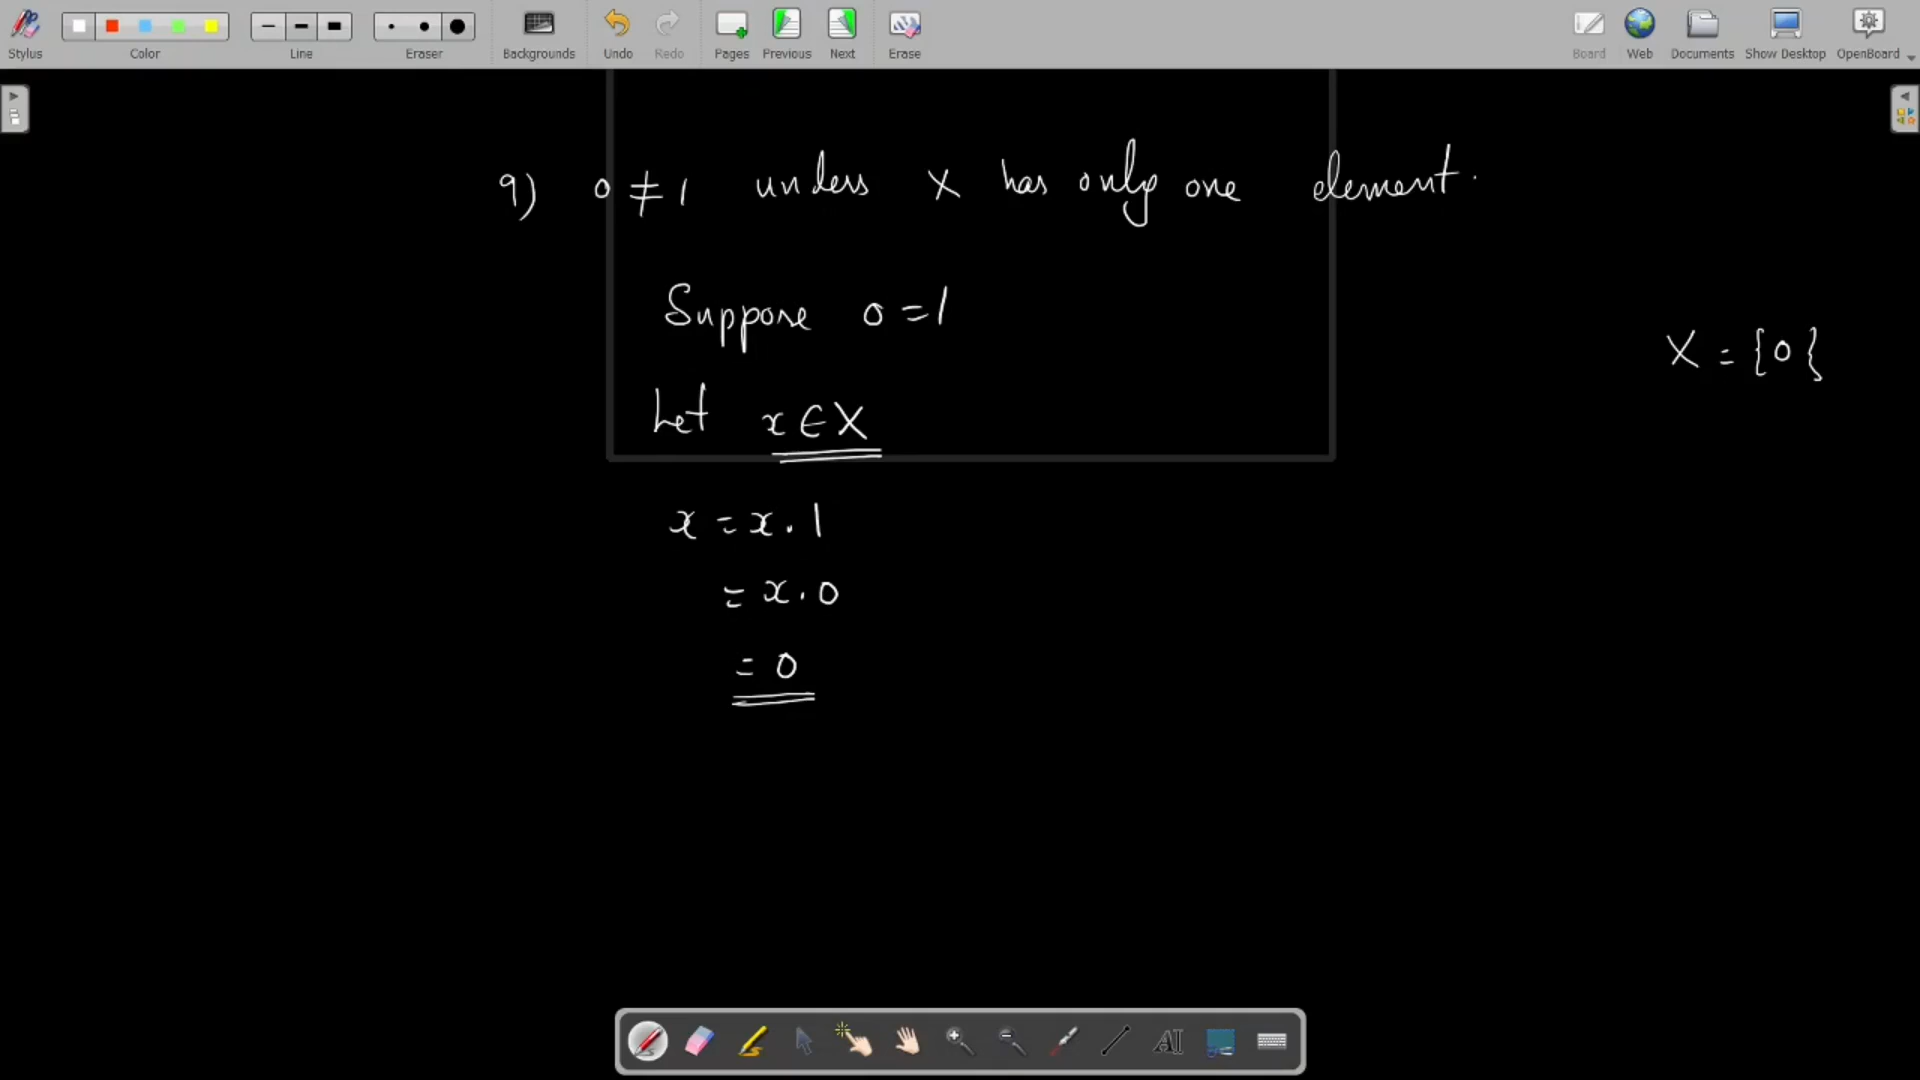 Stylus Color Line Eraser Backgrounds Undo Redo Pages Previous Next Erase Board Web Documents Show Desktop OpenBoard
9) 0 ≠ 1 unless X has only one element.
Suppose 0 = 1
X = {0}
Let x ∈ X
x = x . 1
= x . 0
= 0
AI